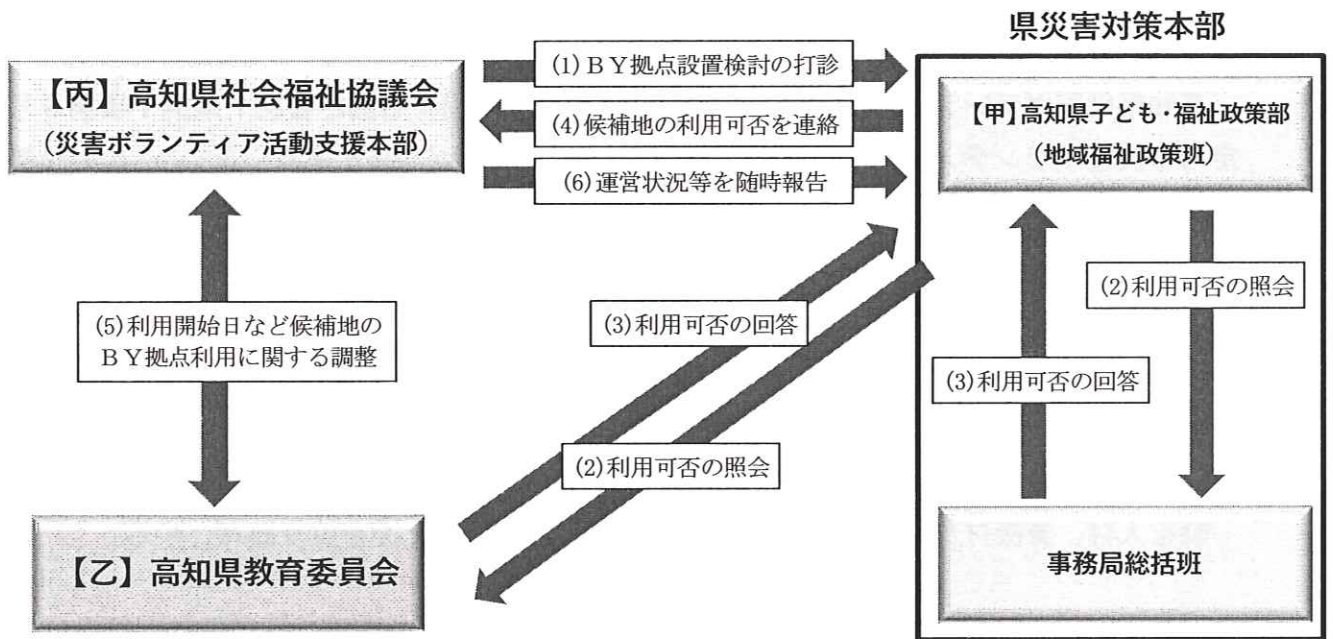 県災害対策本部
【丙】高知県社会福祉協議会
(災害ボランティア活動支援本部)
(1)ＢＹ拠点設置検討の打診
(4)候補地の利用可否を連絡
(6)運営状況等を随時報告
【甲】高知県子ども・福祉政策部
(地域福祉政策班)
(5)利用開始日など候補地の
ＢＹ拠点利用に関する調整
(3)利用可否の回答
(2)利用可否の照会
(2)利用可否の照会
(3)利用可否の回答
【乙】高知県教育委員会
事務局総括班